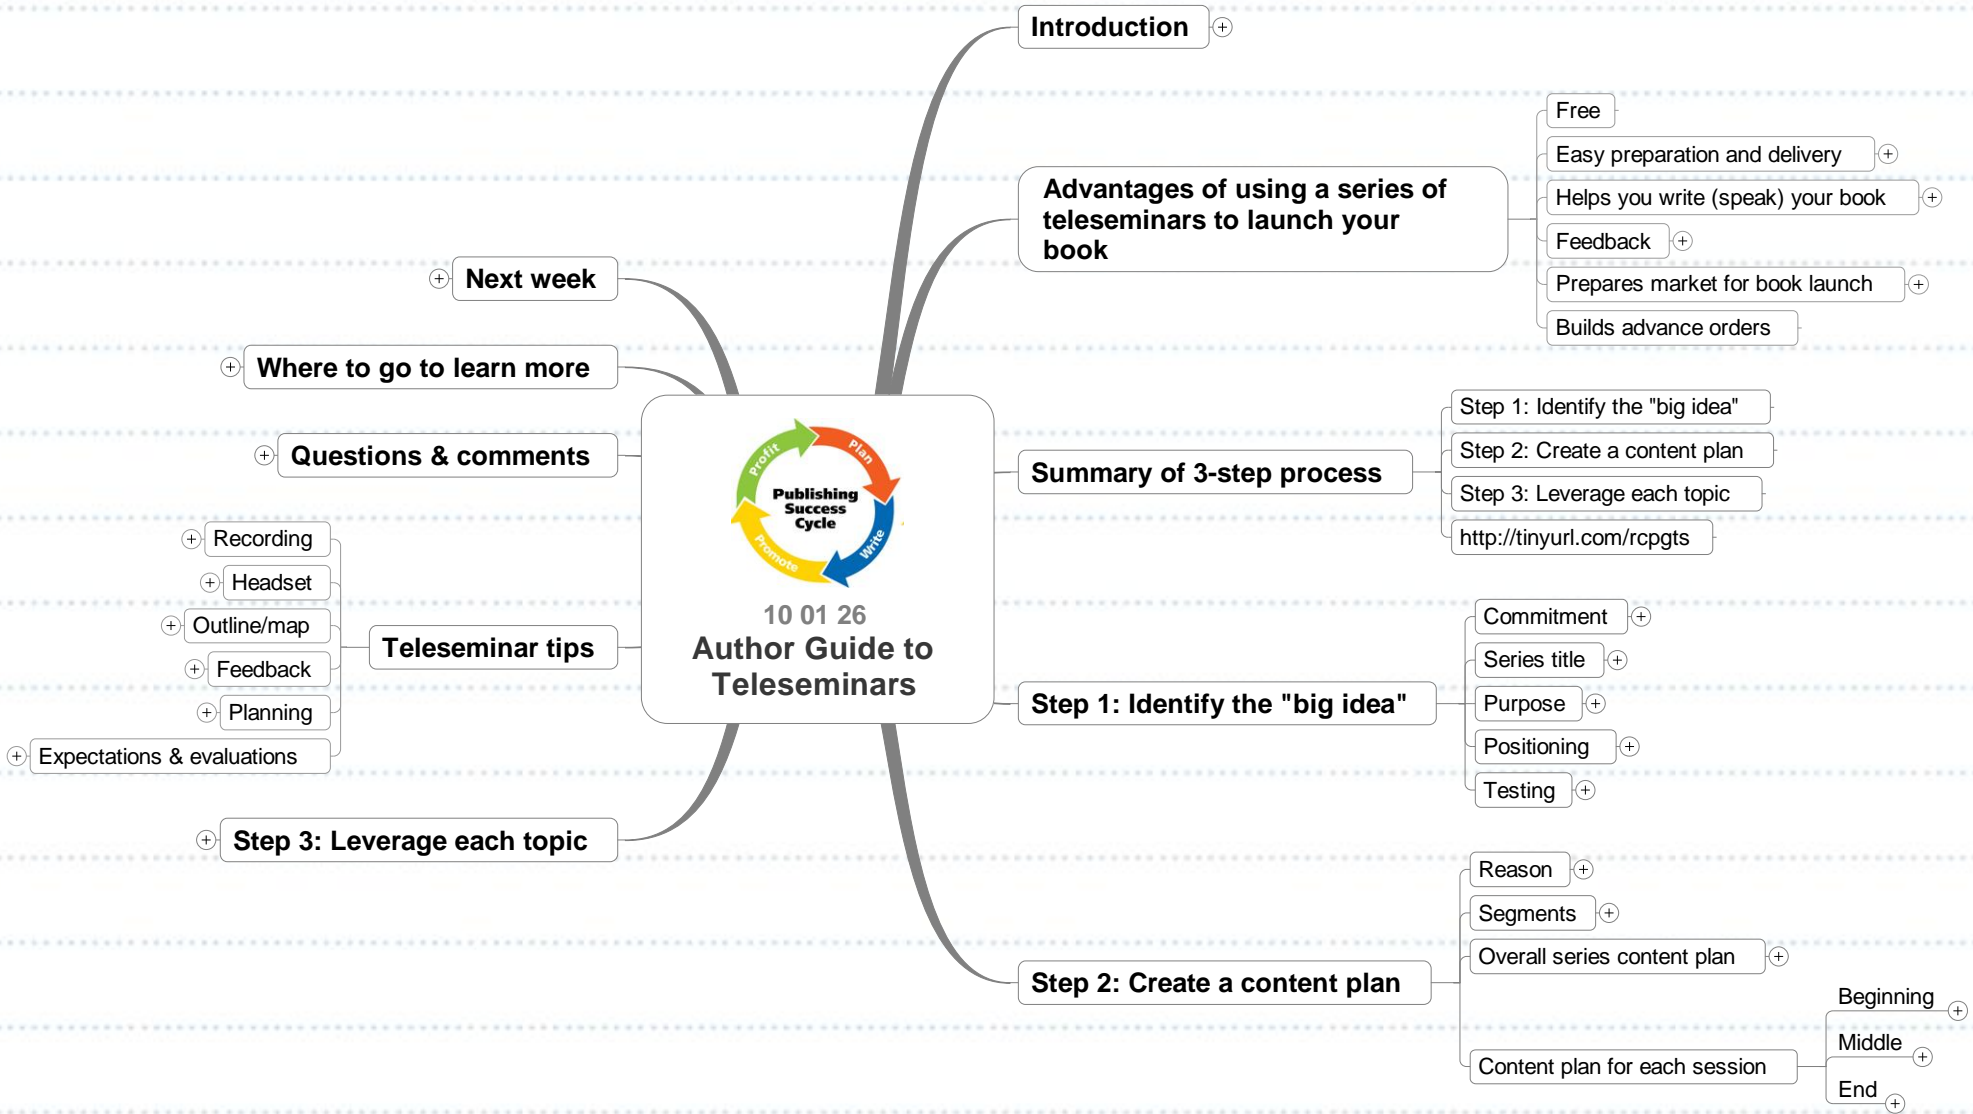 Introduction
Advantages of using a series of
teleseminars to launch your
book
Free
Easy preparation and delivery
Helps you write (speak) your book
Feedback
Prepares market for book launch
Builds advance orders
Summary of 3-step process
Step 1: Identify the "big idea"
Step 2: Create a content plan
Step 3: Leverage each topic
http://tinyurl.com/rcpgts
Step 1: Identify the "big idea"
Commitment
Series title
Purpose
Positioning
Testing
Step 2: Create a content plan
Reason
Segments
Overall series content plan
Content plan for each session
Beginning
Middle
End
Next week
Where to go to learn more
Questions & comments
Teleseminar tips
Recording
Headset
Outline/map
Feedback
Planning
Expectations & evaluations
Step 3: Leverage each topic
Profit
Plan
Write
Promote
Publishing
Success
Cycle
10 01 26
Author Guide to
Teleseminars